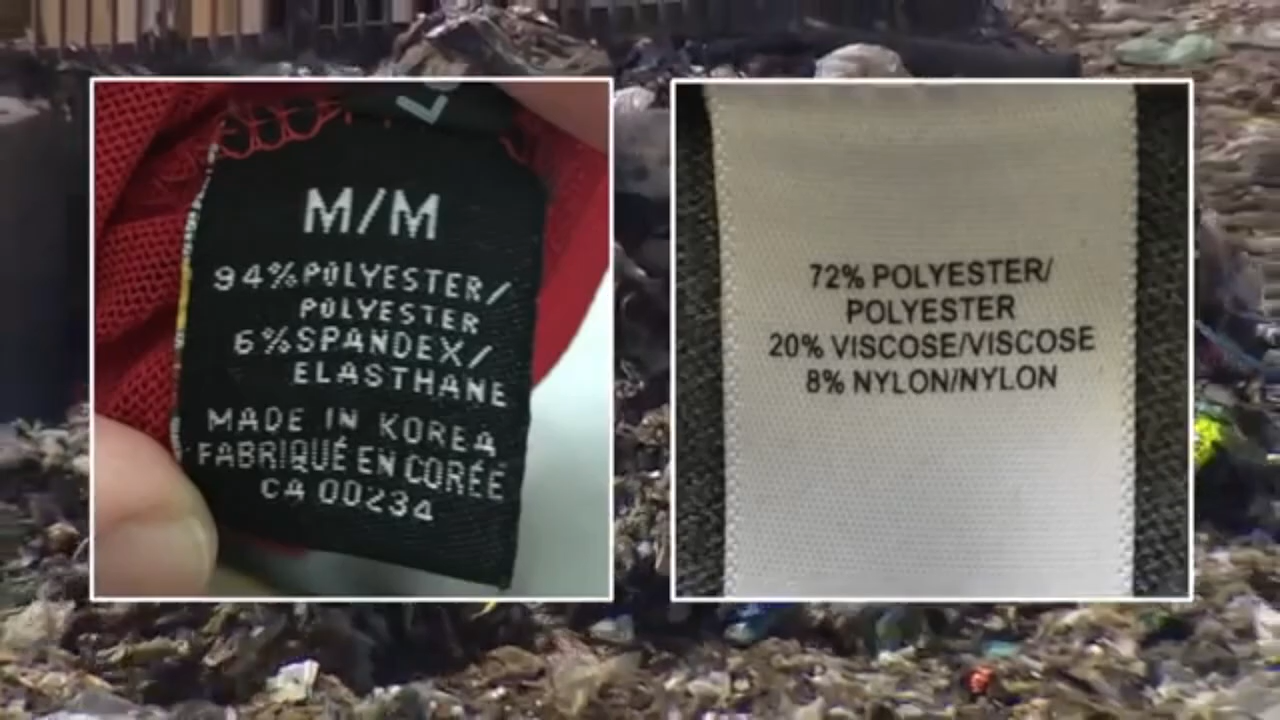 M/M
94% POLYESTER/
POLYESTER
6% SPANDEX/
ELASTHANE
MADE IN KOREA
FABRIQUÉ EN CORÉE
CA 00234
72% POLYESTER/
POLYESTER
20% VISCOSE/VISCOSE
8% NYLON/NYLON